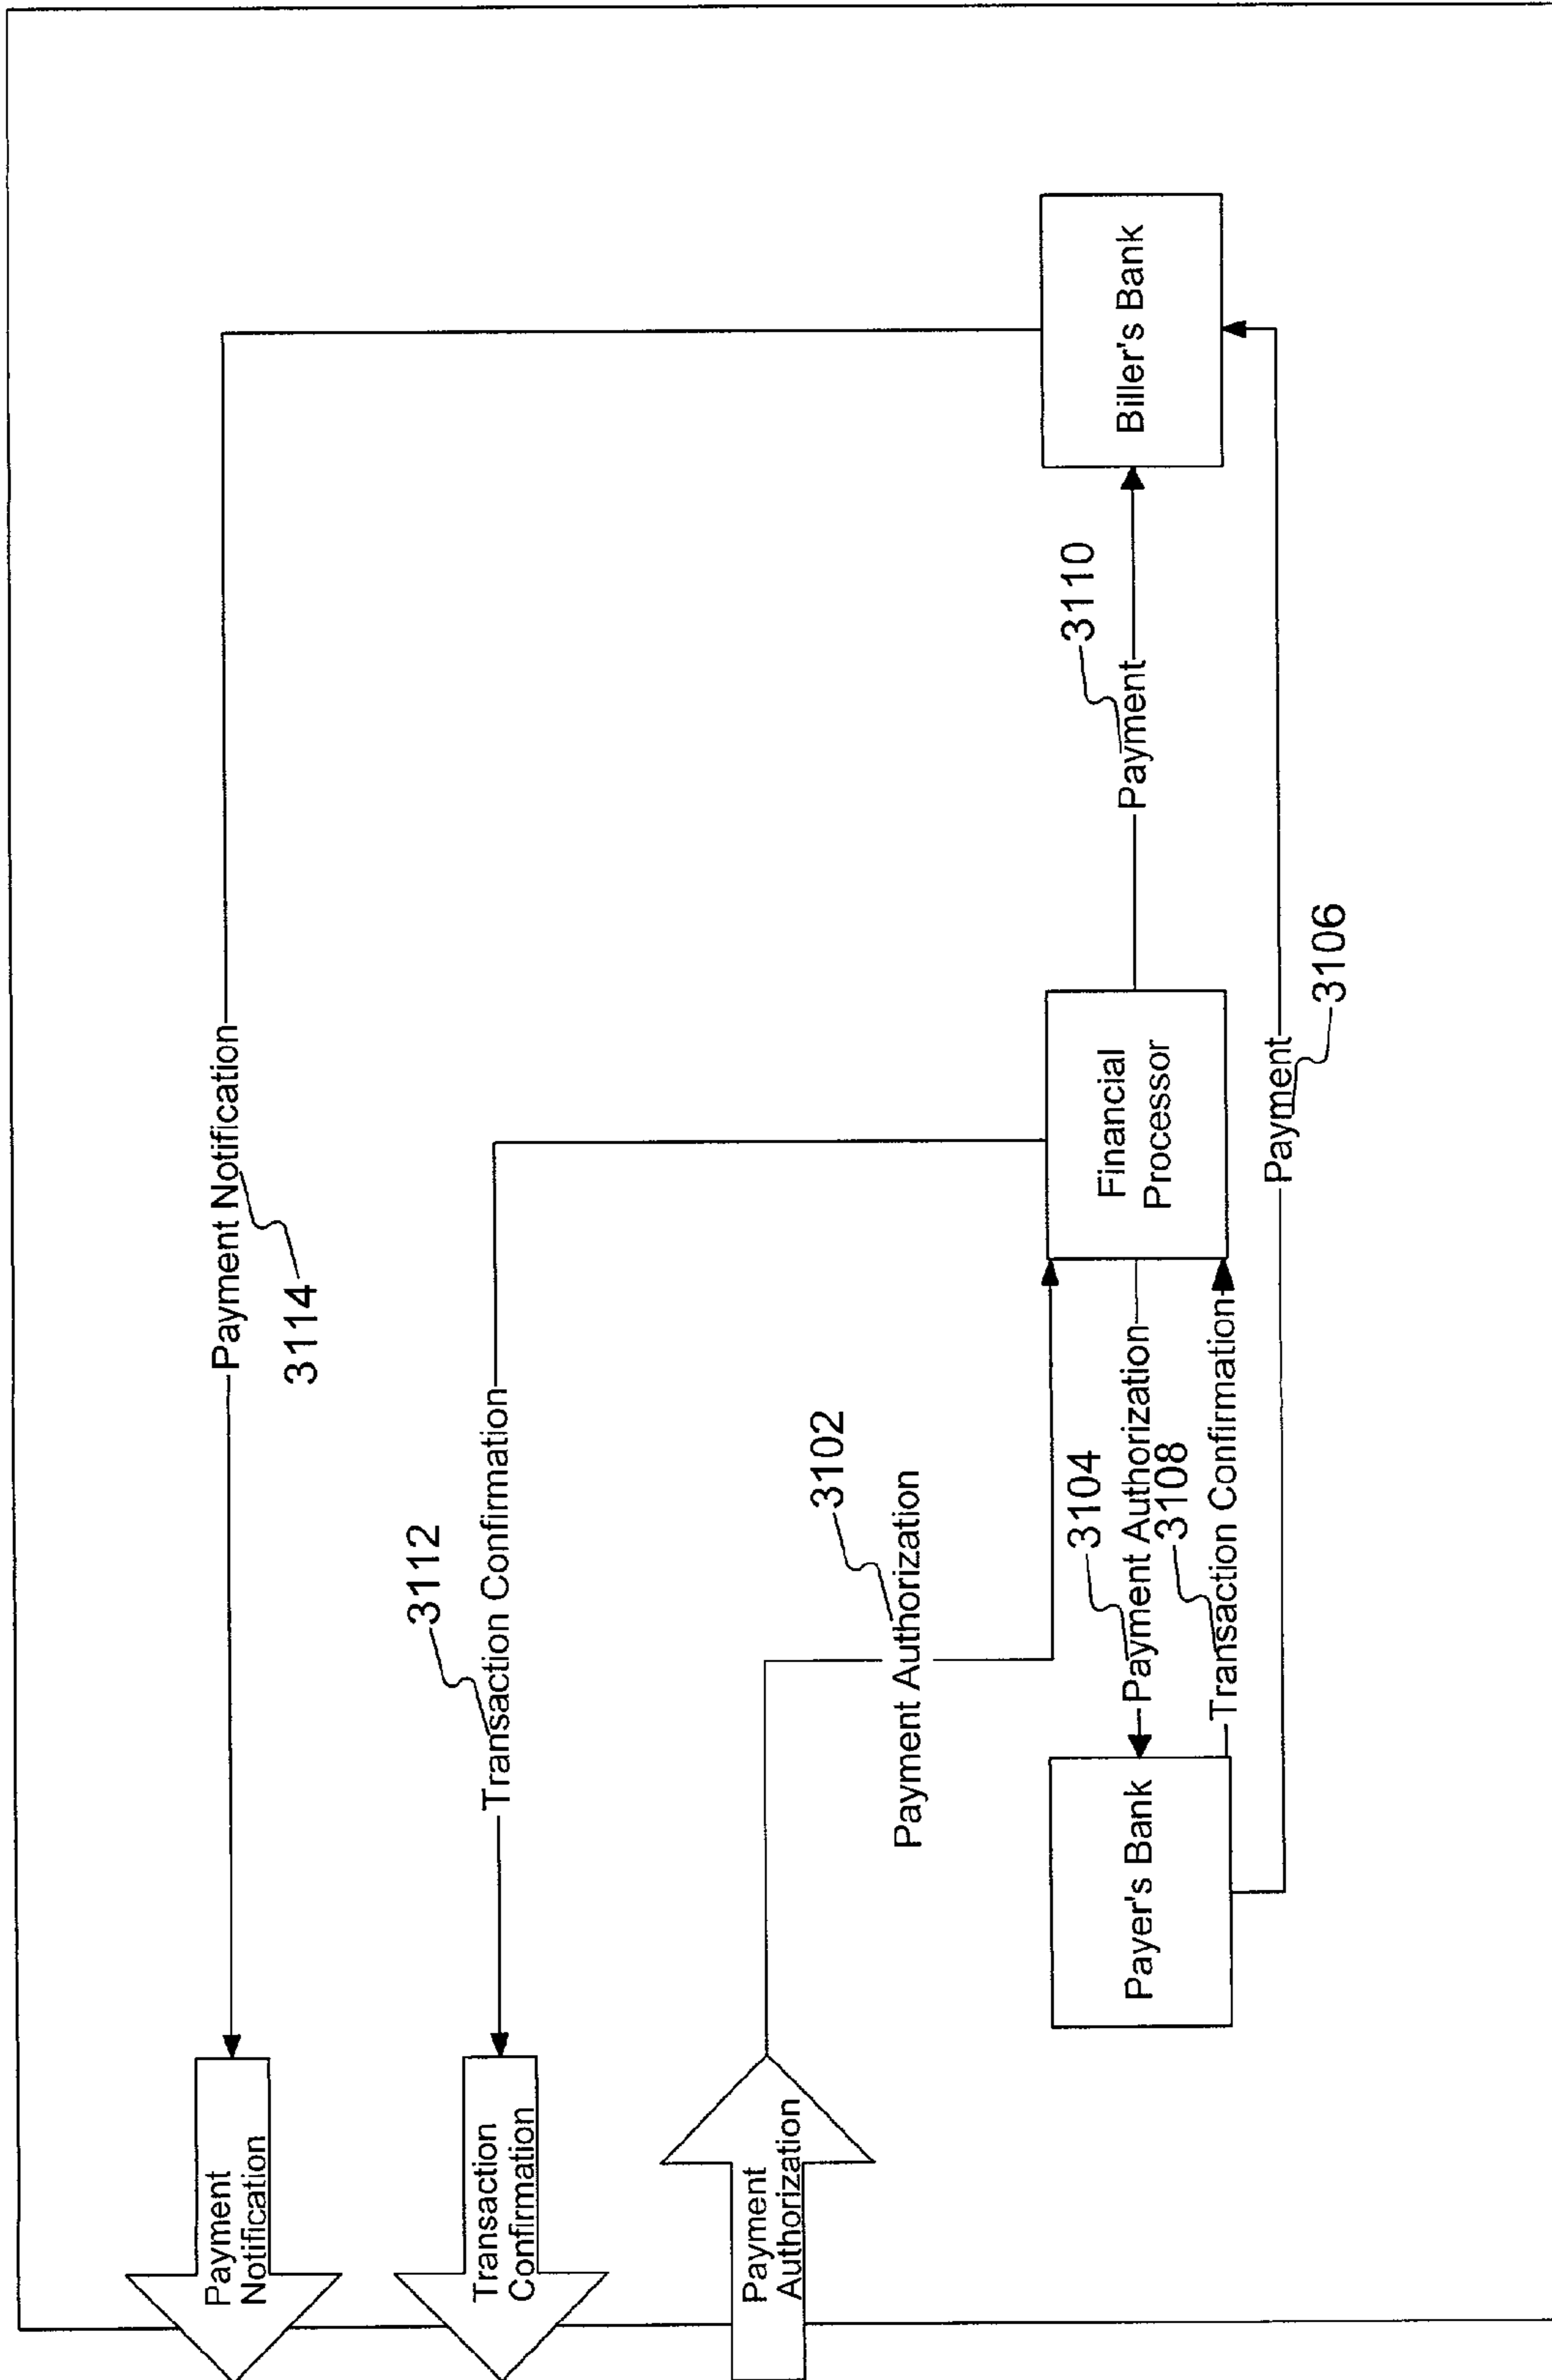 Payment
Notification
Payment Notification
3114
Transaction
Confirmation
Transaction Confirmation
3112
Payment
Authorization
Payment Authorization
3102
Payer's Bank
Payment Authorization
3104
Transaction Confirmation
3108
Financial
Processor
Payment
3110
Biller's Bank
Payment
3106